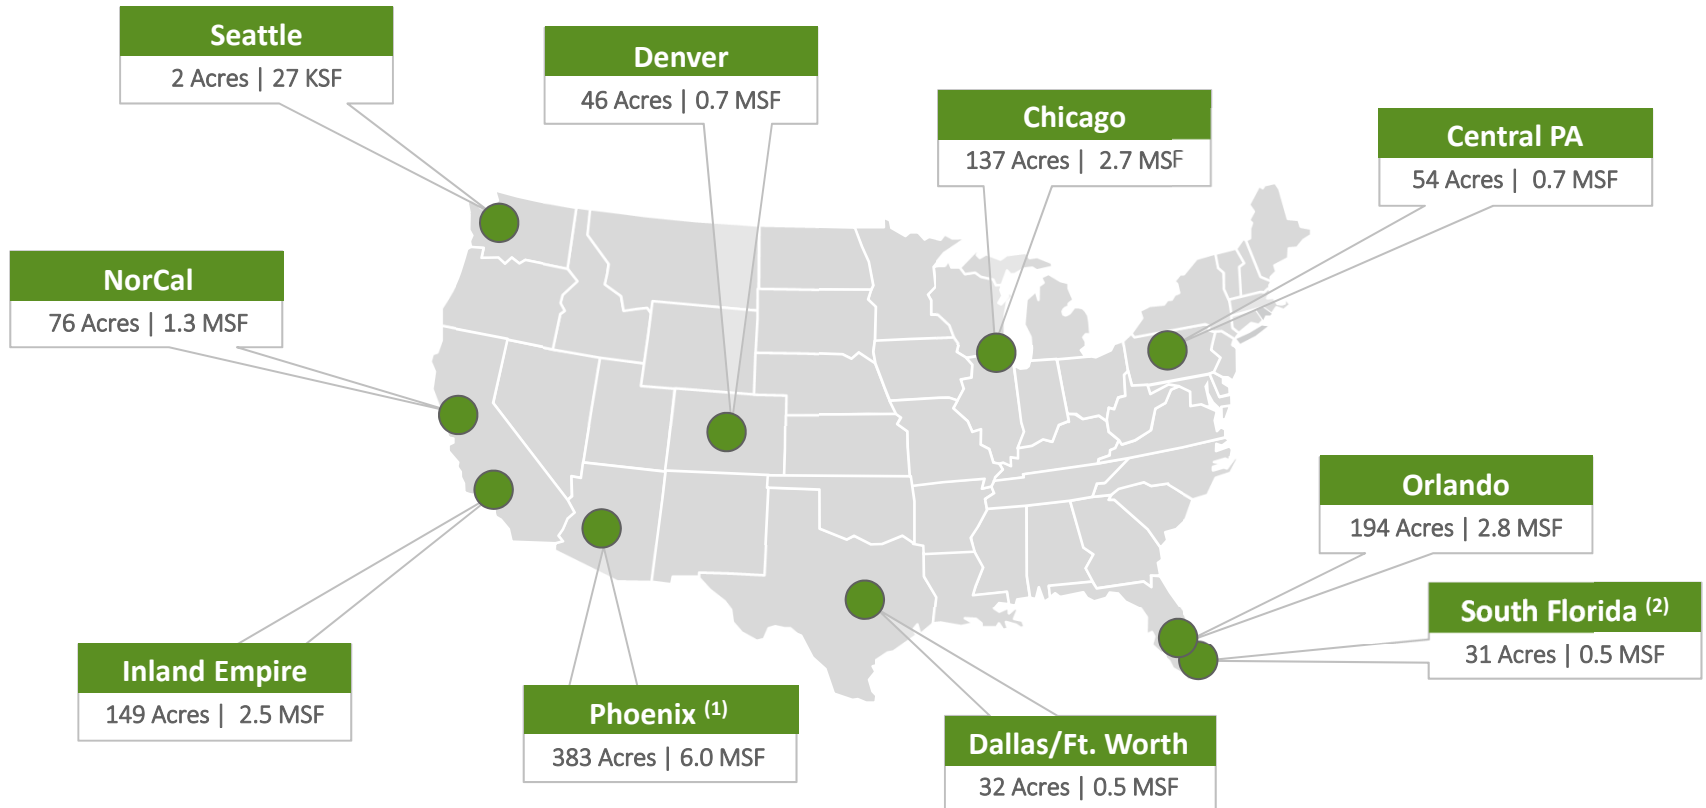 Seattle
2 Acres | 27 KSF
Denver
46 Acres | 0.7 MSF
Chicago
137 Acres | 2.7 MSF
Central PA
54 Acres | 0.7 MSF
NorCal
76 Acres | 1.3 MSF
Orlando
194 Acres | 2.8 MSF
South Florida (2)
31 Acres | 0.5 MSF
Inland Empire
149 Acres | 2.5 MSF
Phoenix (1)
383 Acres | 6.0 MSF
Dallas/Ft. Worth
32 Acres | 0.5 MSF